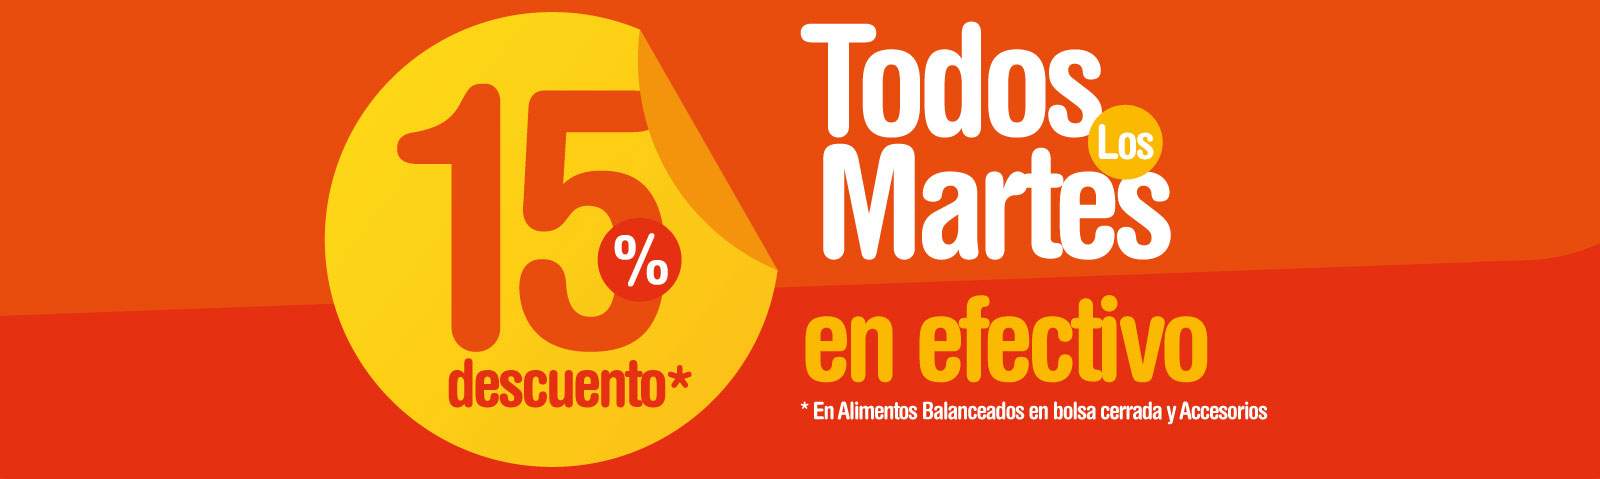 15
%
descuento*
Todos
Los
Martes
en efectivo
* En Alimentos Balanceados en bolsa cerrada y Accesorios